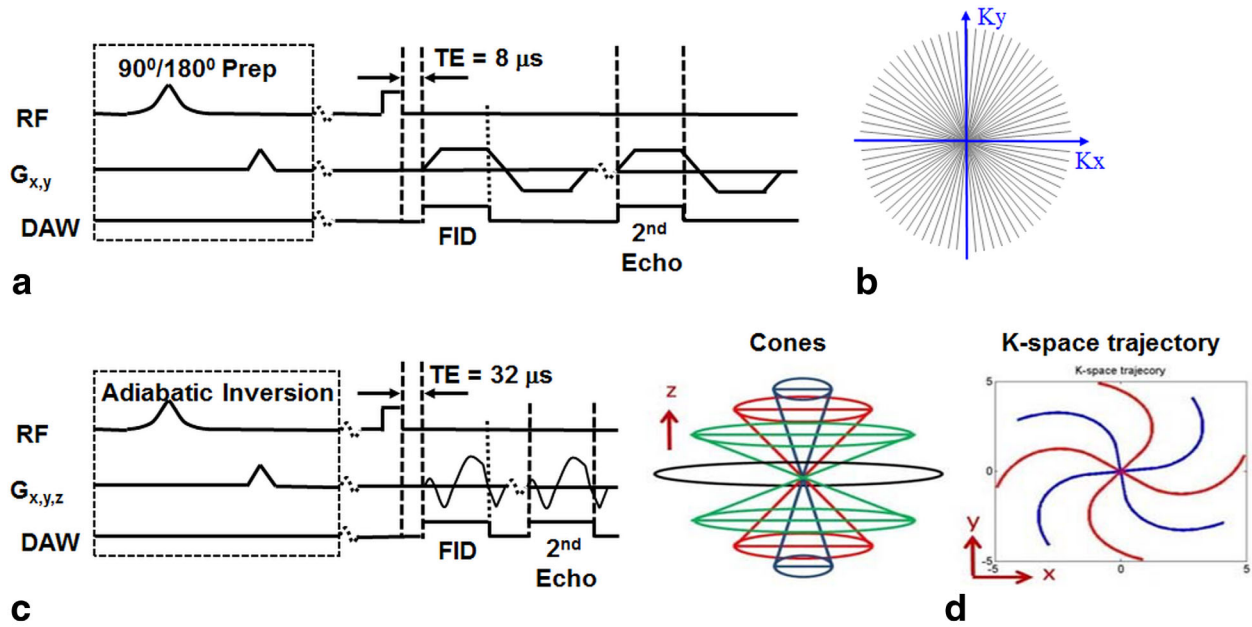 a
90⁰/180⁰ Prep
TE = 8 µs
RF
Gx,y
DAW
FID
2nd
Echo
b
Ky
Kx
c
Adiabatic Inversion
TE = 32 µs
RF
Gx,y,z
DAW
FID
2nd
Echo
Cones
z
K-space trajectory
K-space trajecory
5
0
-5
-5
0
5
y
x
d